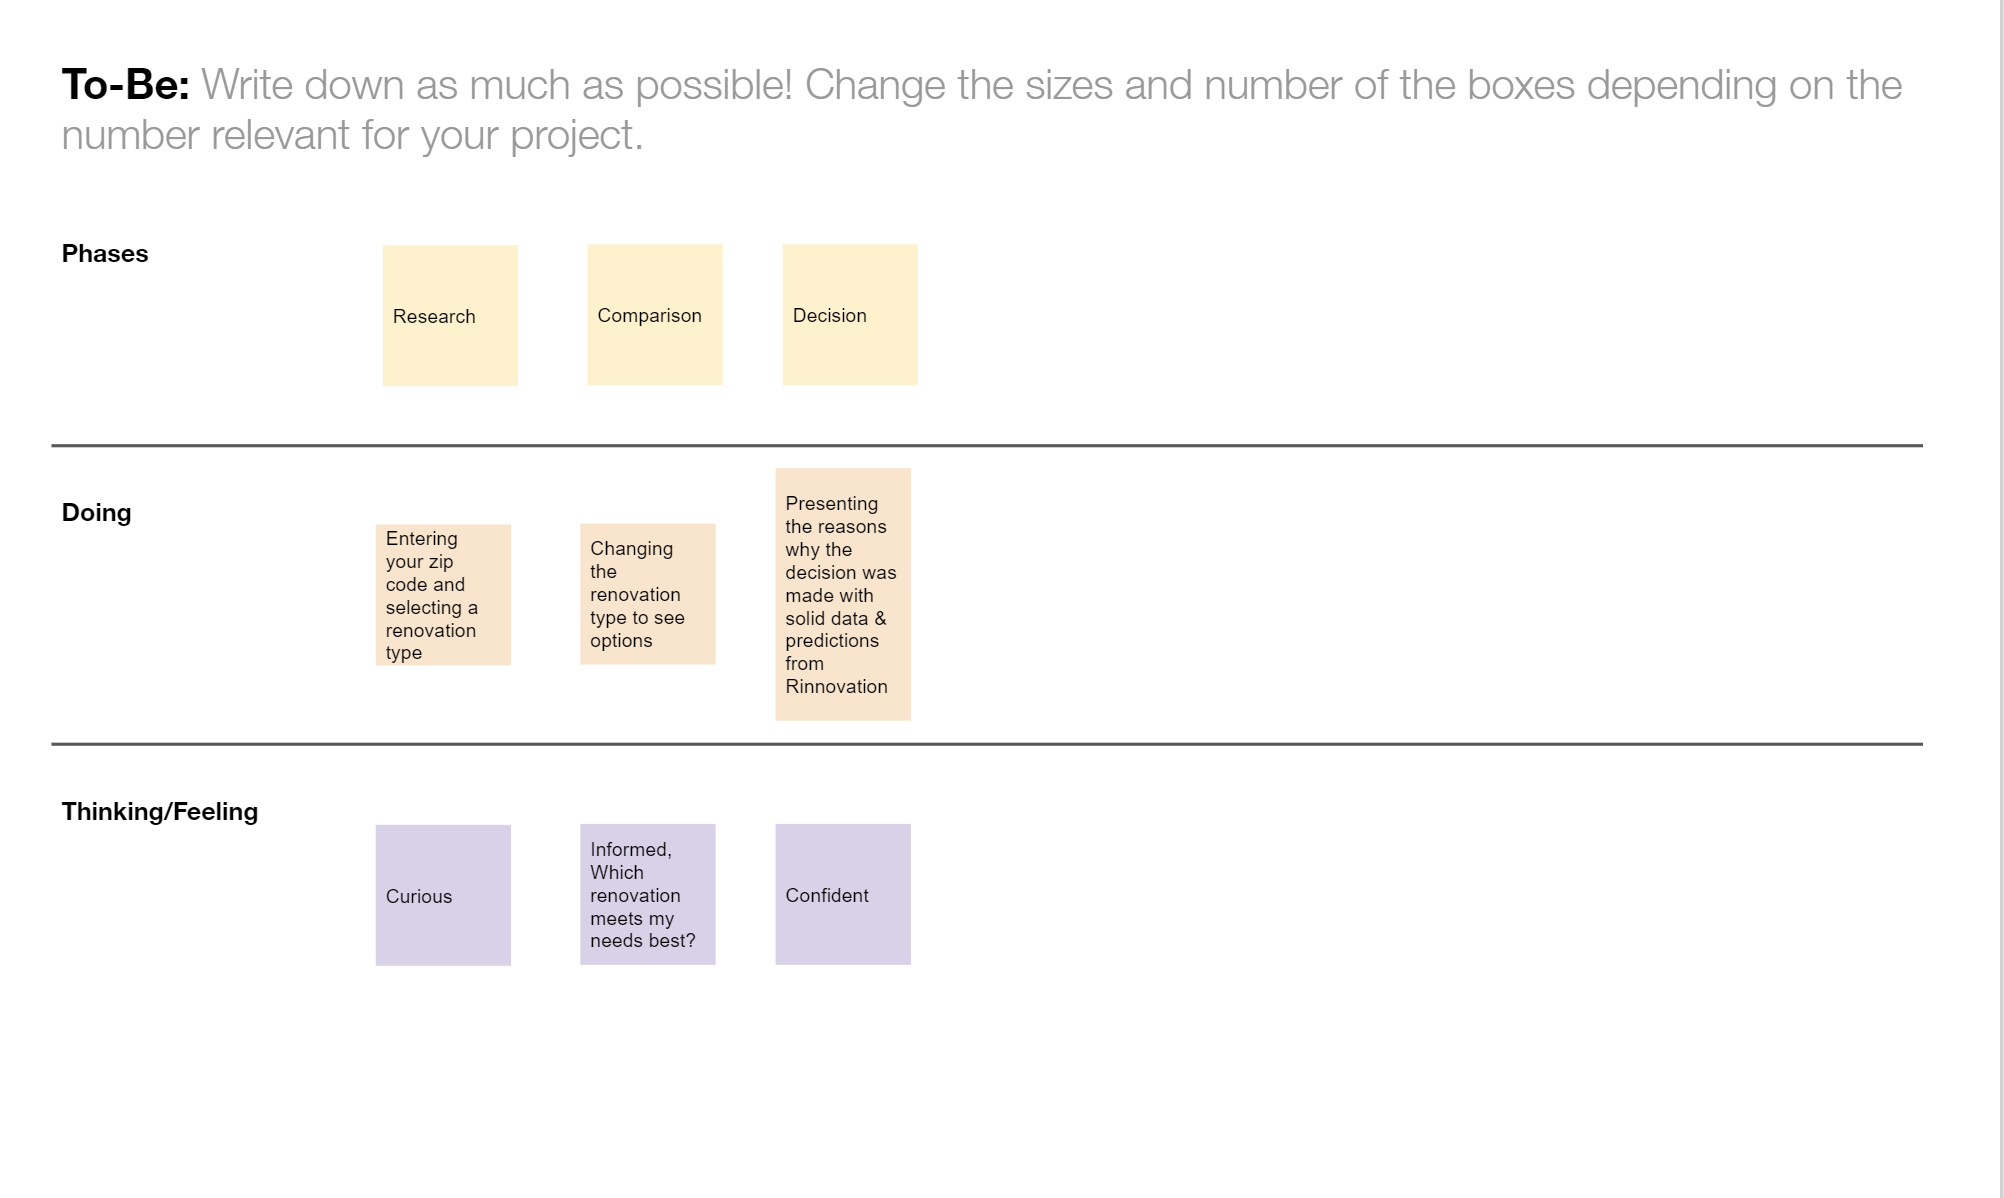 To-Be: Write down as much as possible! Change the sizes and number of the boxes depending on the
number relevant for your project.
Phases
Research
Comparison
Decision
Doing
Entering
your zip
code and
selecting a
renovation
type
Changing
the
renovation
type to see
options
Presenting
the reasons
why the
decision was
made with
solid data &
predictions
from
Rinnovation
Thinking/Feeling
Curious
Informed,
Which
renovation
meets my
needs best?
Confident